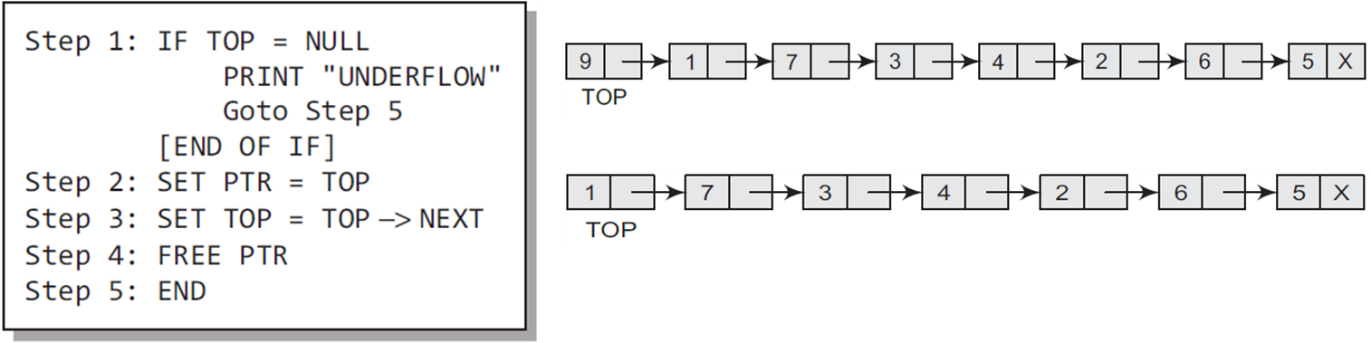 Step 1: IF TOP = NULL
PRINT "UNDERFLOW"
Goto Step 5
[END OF IF]
Step 2: SET PTR = TOP
Step 3: SET TOP = TOP —> NEXT
Step 4: FREE PTR
Step 5: END
9 1 7 3 4 2 6 5 X
TOP
1 7 3 4 2 6 5 X
TOP